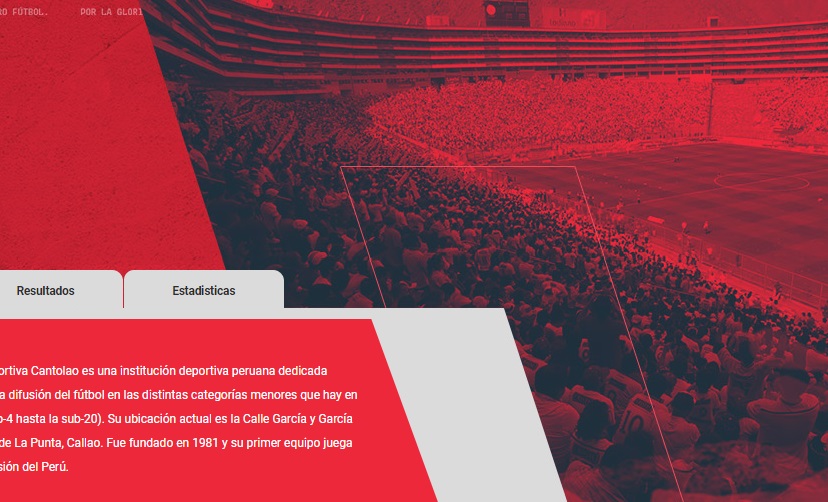 RO FÚTBOL. POR LA GLORI
Resultados
Estadisticas
ortiva Cantolao es una institución deportiva peruana dedicada
a difusión del fútbol en las distintas categorías menores que hay en
b-4 hasta la sub-20). Su ubicación actual es la Calle García y García
de La Punta, Callao. Fue fundado en 1981 y su primer equipo juega
sión del Perú.